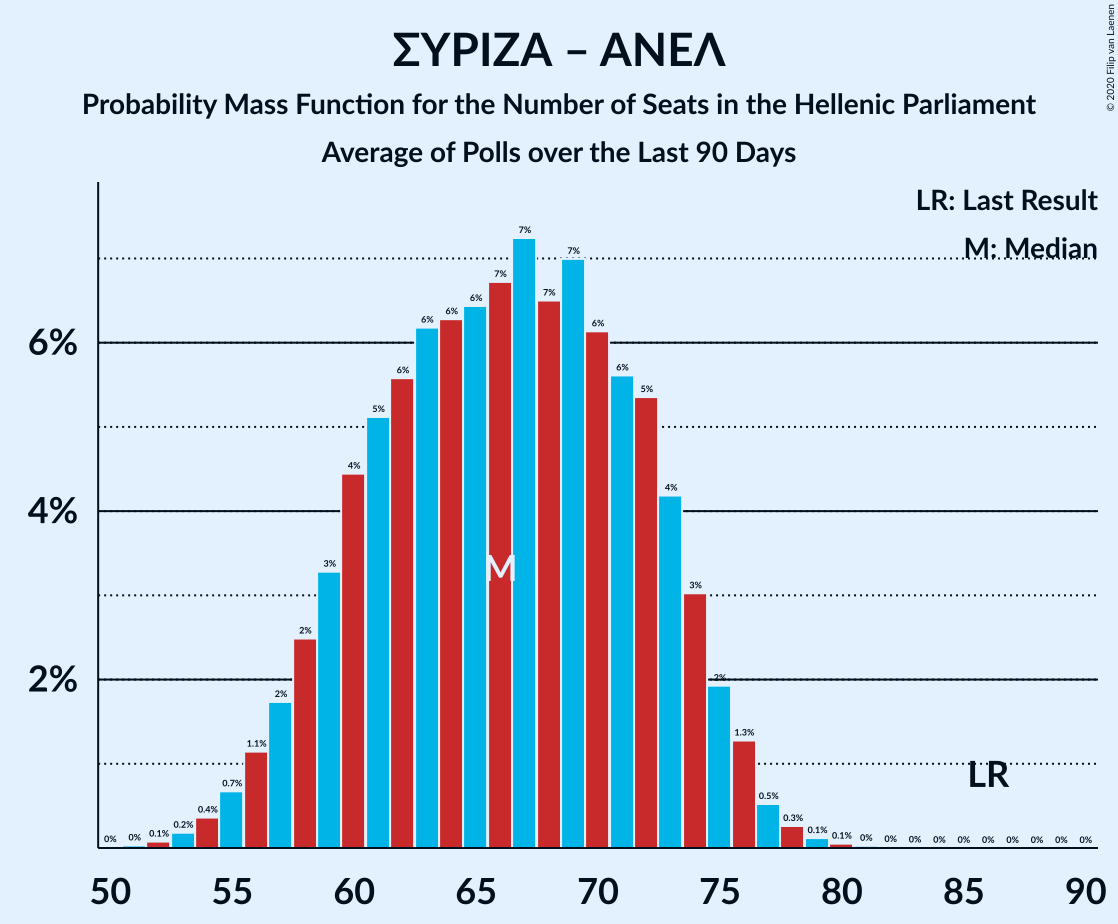 ΣΥΡΙΖΑ – ΑΝΕΛ
Probability Mass Function for the Number of Seats in the Hellenic Parliament
Average of Polls over the Last 90 Days
© 2020 Filip van Laenen
LR: Last Result
M: Median
6%
4%
2%
0% 0% 0.1% 0.2% 0.4% 0.7% 1.1% 2% 2% 3% 4% 5% 6% 6% 6% 6% 7% 7% 7% 7% 6% 6% 5% 4% 3% 2% 1.3% 0.5% 0.3% 0.1% 0.1% 0% 0% 0% 0% 0% 0% 0% 0% 0% 0%
M
LR
50 55 60 65 70 75 80 85 90